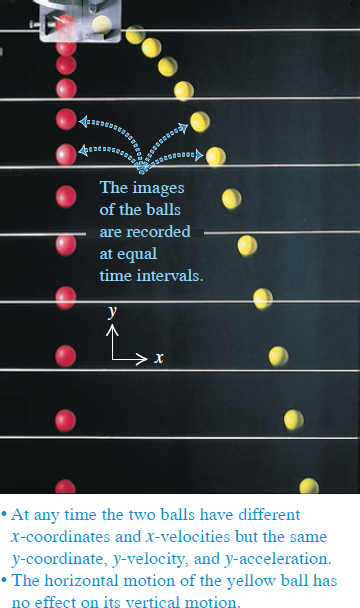 The images
of the balls
are recorded
at equal
time intervals.
y
x
• At any time the two balls have different
x-coordinates and x-velocities but the same
y-coordinate, y-velocity, and y-acceleration.
• The horizontal motion of the yellow ball has
no effect on its vertical motion.